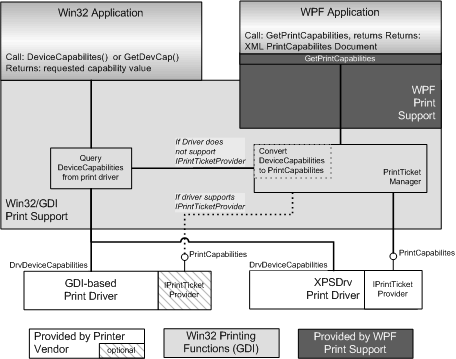 Win32 Application
Call: DeviceCapabilites() or GetDevCap()
Returns: requested capability value
WPF Application
Call: GetPrintCapabilities, returns Returns:
XML PrintCapabilites Document
GetPrintCapabilities
WPF
Print
Support
If Driver does
not support
IPrintTicketProvider
Query
DeviceCapabilities
from print driver
Convert
DeviceCapabilities
to PrintCapabilites
PrintTicket
Manager
If driver supports
IPrintTicketProvider
Win32/GDI
Print Support
PrintCapabilities
PrintCapabilites
DrvDeviceCapabilities
DrvDeviceCapabilities
GDI-based
Print Driver
IPrintTicket
Provider
XPSDrv
Print Driver
IPrintTicket
Provider
Provided by Printer
Vendor
optional
Win32 Printing
Functions (GDI)
Provided by WPF
Print Support